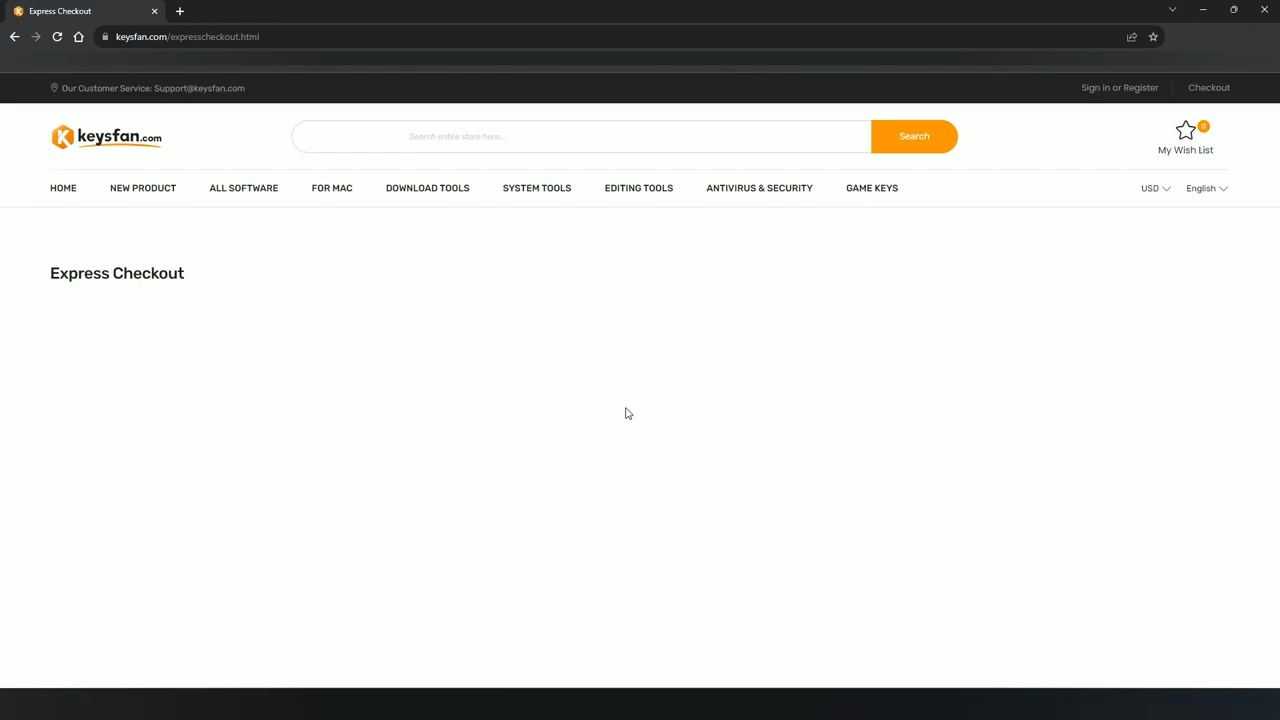 Express Checkout
keysfan.com/expresscheckout.html
Our Customer Service: Support@keysfan.com
Sign in or Register
Checkout
keysfan.com
Search entire store here...
Search
0
My Wish List
HOME
NEW PRODUCT
ALL SOFTWARE
FOR MAC
DOWNLOAD TOOLS
SYSTEM TOOLS
EDITING TOOLS
ANTIVIRUS & SECURITY
GAME KEYS
USD
English
Express Checkout